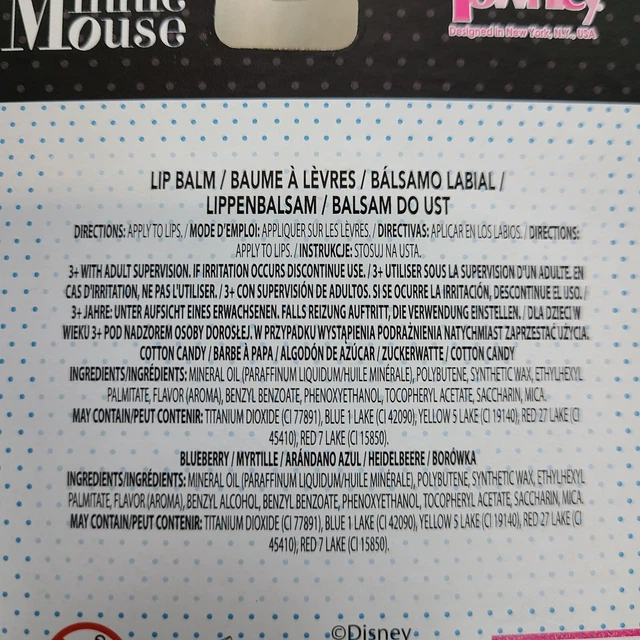 Minnie
Mouse
Townley
Designed in New York, N.Y., USA
LIP BALM / BAUME À LÈVRES / BÁLSAMO LABIAL /
LIPPENBALSAM / BALSAM DO UST
DIRECTIONS: APPLY TO LIPS. / MODE D'EMPLOI: APPLIQUER SUR LES LÈVRES. / DIRECTIVAS: APLICAR EN LOS LABIOS. / DIRECTIONS:
APPLY TO LIPS. / INSTRUKCJE: STOSUJ NA USTA.
3+ WITH ADULT SUPERVISION. IF IRRITATION OCCURS DISCONTINUE USE. / 3+ UTILISER SOUS LA SUPERVISION D'UN ADULTE. EN
CAS D'IRRITATION, NE PAS L'UTILISER. / 3+ CON SUPERVISIÓN DE ADULTOS. SI SE OCURRE LA IRRITACIÓN, DESCONTINUE EL USO. /
3+ JAHRE: UNTER AUFSICHT EINES ERWACHSENEN. FALLS REIZUNG AUFTRITT, DIE VERWENDUNG EINSTELLEN. / DLA DZIECI W
WIEKU 3+ POD NADZOREM OSOBY DOROSŁEJ. W PRZYPADKU WYSTĄPIENIA PODRAŻNIENIA NATYCHMIAST ZAPRZESTAĆ UŻYCIA.
COTTON CANDY / BARBE À PAPA / ALGODÓN DE AZÚCAR / ZUCKERWATTE / COTTON CANDY
INGREDIENTS/INGRÉDIENTS: MINERAL OIL (PARAFFINUM LIQUIDUM/HUILE MINÉRALE), POLYBUTENE, SYNTHETIC WAX, ETHYLHEXYL
PALMITATE, FLAVOR (AROMA), BENZYL BENZOATE, PHENOXYETHANOL, TOCOPHERYL ACETATE, SACCHARIN, MICA.
MAY CONTAIN/PEUT CONTENIR: TITANIUM DIOXIDE (CI 77891), BLUE 1 LAKE (CI 42090), YELLOW 5 LAKE (CI 19140), RED 27 LAKE (CI
45410), RED 7 LAKE (CI 15850).
BLUEBERRY / MYRTILLE / ARÁNDANO AZUL / HEIDELBEERE / BORÓWKA
INGREDIENTS/INGRÉDIENTS: MINERAL OIL (PARAFFINUM LIQUIDUM/HUILE MINÉRALE), POLYBUTENE, SYNTHETIC WAX, ETHYLHEXYL
PALMITATE, FLAVOR (AROMA), BENZYL ALCOHOL, BENZYL BENZOATE, PHENOXYETHANOL, TOCOPHERYL ACETATE, SACCHARIN, MICA.
MAY CONTAIN/PEUT CONTENIR: TITANIUM DIOXIDE (CI 77891), BLUE 1 LAKE (CI 42090), YELLOW 5 LAKE (CI 19140), RED 27 LAKE (CI
45410), RED 7 LAKE (CI 15850).
©Disney